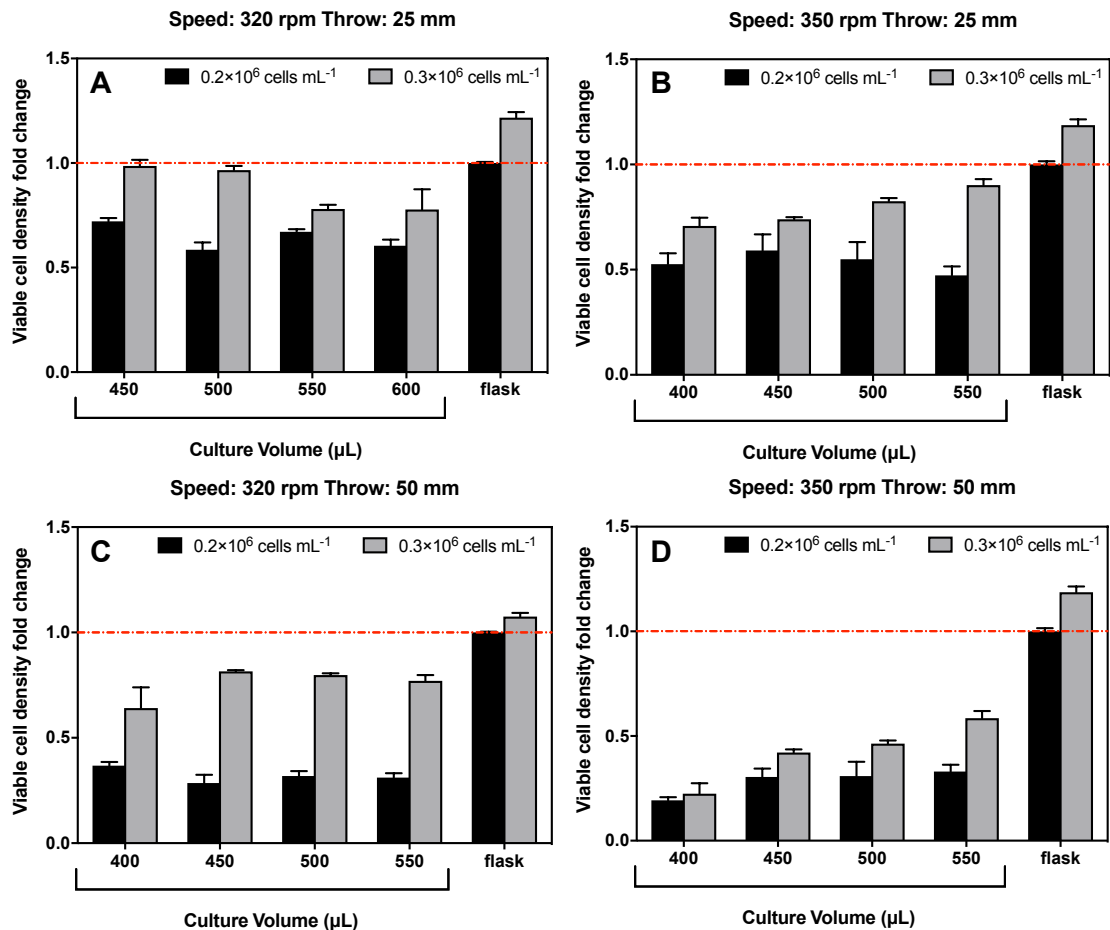 Speed: 320 rpm Throw: 25 mm
A
0.2×10⁶ cells mL⁻¹
0.3×10⁶ cells mL⁻¹
Viable cell density fold change
1.5
1.0
0.5
0.0
450 500 550 600 flask
Culture Volume (µL)
Speed: 350 rpm Throw: 25 mm
B
0.2×10⁶ cells mL⁻¹
0.3×10⁶ cells mL⁻¹
Viable cell density fold change
1.5
1.0
0.5
0.0
400 450 500 550 flask
Culture Volume (µL)
Speed: 320 rpm Throw: 50 mm
C
0.2×10⁶ cells mL⁻¹
0.3×10⁶ cells mL⁻¹
Viable cell density fold change
1.5
1.0
0.5
0.0
400 450 500 550 flask
Culture Volume (µL)
Speed: 350 rpm Throw: 50 mm
D
0.2×10⁶ cells mL⁻¹
0.3×10⁶ cells mL⁻¹
Viable cell density fold change
1.5
1.0
0.5
0.0
400 450 500 550 flask
Culture Volume (µL)